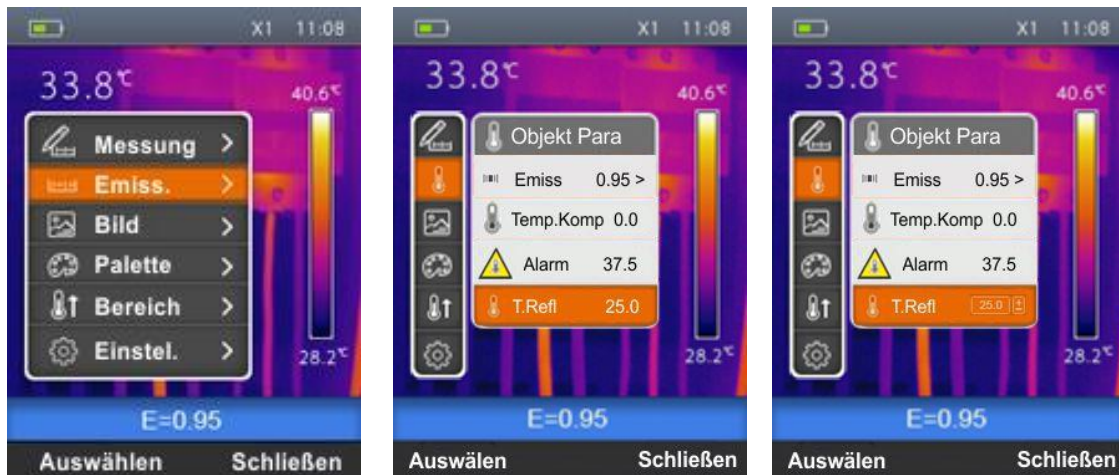 X1 11:08
33.8℃
40.6℃
Messung >
Emiss. >
Bild >
Palette >
Bereich >
Einstel. >
28.2℃
E=0.95
Auswählen Schließen
X1 11:08
33.8℃
40.6℃
Objekt Para
Emiss 0.95 >
Temp.Komp 0.0
Alarm 37.5
T.Refl 25.0
28.2℃
E=0.95
Auswälen Schließen
X1 11:08
33.8℃
40.6℃
Objekt Para
Emiss 0.95 >
Temp.Komp 0.0
Alarm 37.5
T.Refl 25.0 ±
28.2℃
E=0.95
Auswälen Schließen